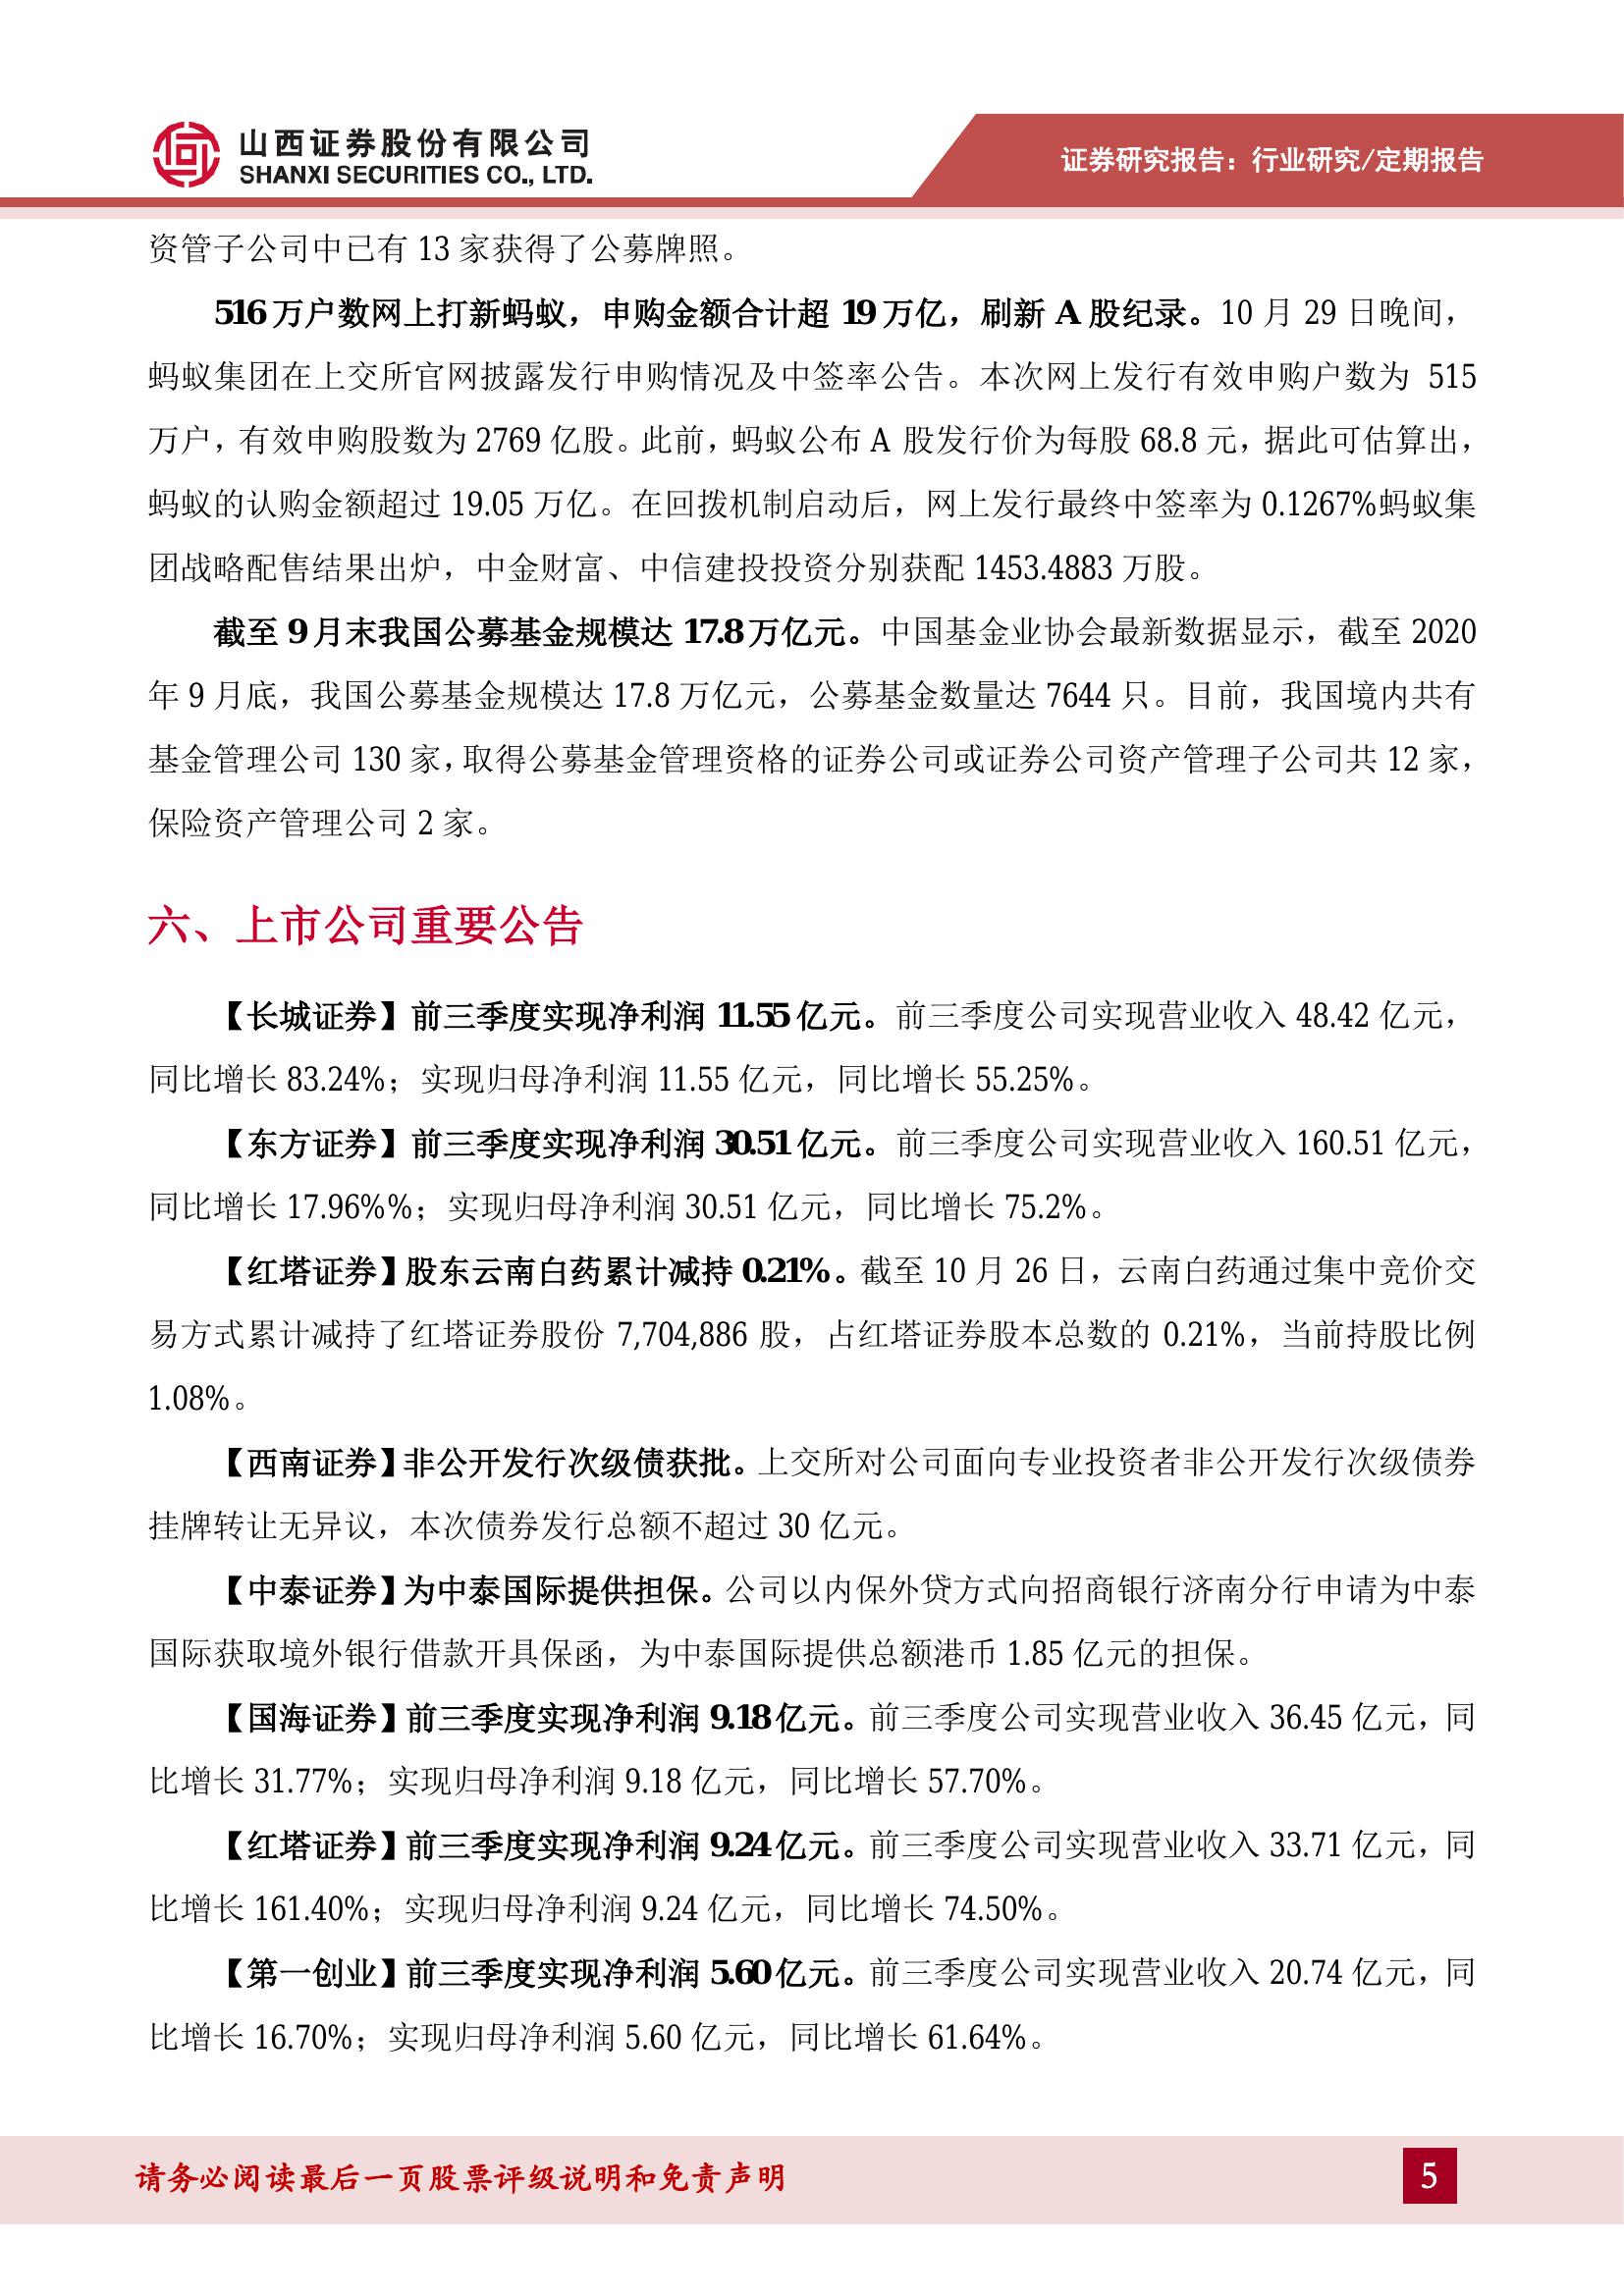 山西证券股份有限公司
SHANXI SECURITIES CO., LTD.
证券研究报告：行业研究/定期报告
资管子公司中已有 13 家获得了公募牌照。
516 万户数网上打新蚂蚁，申购金额合计超 19 万亿，刷新 A 股纪录。10 月 29 日晚间，
蚂蚁集团在上交所官网披露发行申购情况及中签率公告。本次网上发行有效申购户数为 515
万户，有效申购股数为 2769 亿股。此前，蚂蚁公布 A 股发行价为每股 68.8 元，据此可估算出，
蚂蚁的认购金额超过 19.05 万亿。在回拨机制启动后，网上发行最终中签率为 0.1267%蚂蚁集
团战略配售结果出炉，中金财富、中信建投投资分别获配 1453.4883 万股。
截至 9 月末我国公募基金规模达 17.8 万亿元。中国基金业协会最新数据显示，截至 2020
年 9 月底，我国公募基金规模达 17.8 万亿元，公募基金数量达 7644 只。目前，我国境内共有
基金管理公司 130 家，取得公募基金管理资格的证券公司或证券公司资产管理子公司共 12 家，
保险资产管理公司 2 家。
六、上市公司重要公告
【长城证券】前三季度实现净利润 11.55 亿元。前三季度公司实现营业收入 48.42 亿元，
同比增长 83.24%；实现归母净利润 11.55 亿元，同比增长 55.25%。
【东方证券】前三季度实现净利润 30.51 亿元。前三季度公司实现营业收入 160.51 亿元，
同比增长 17.96%%；实现归母净利润 30.51 亿元，同比增长 75.2%。
【红塔证券】股东云南白药累计减持 0.21%。截至 10 月 26 日，云南白药通过集中竞价交
易方式累计减持了红塔证券股份 7,704,886 股，占红塔证券股本总数的 0.21%，当前持股比例
1.08%。
【西南证券】非公开发行次级债获批。上交所对公司面向专业投资者非公开发行次级债券
挂牌转让无异议，本次债券发行总额不超过 30 亿元。
【中泰证券】为中泰国际提供担保。公司以内保外贷方式向招商银行济南分行申请为中泰
国际获取境外银行借款开具保函，为中泰国际提供总额港币 1.85 亿元的担保。
【国海证券】前三季度实现净利润 9.18 亿元。前三季度公司实现营业收入 36.45 亿元，同
比增长 31.77%；实现归母净利润 9.18 亿元，同比增长 57.70%。
【红塔证券】前三季度实现净利润 9.24 亿元。前三季度公司实现营业收入 33.71 亿元，同
比增长 161.40%；实现归母净利润 9.24 亿元，同比增长 74.50%。
【第一创业】前三季度实现净利润 5.60 亿元。前三季度公司实现营业收入 20.74 亿元，同
比增长 16.70%；实现归母净利润 5.60 亿元，同比增长 61.64%。
请务必阅读最后一页股票评级说明和免责声明
5